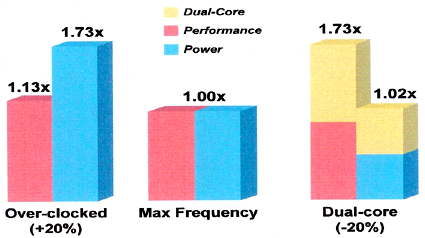 Dual-Core
Performance
Power
1.13x
1.73x
1.00x
1.73x
1.02x
Over-clocked
(+20%)
Max Frequency
Dual-core
(-20%)